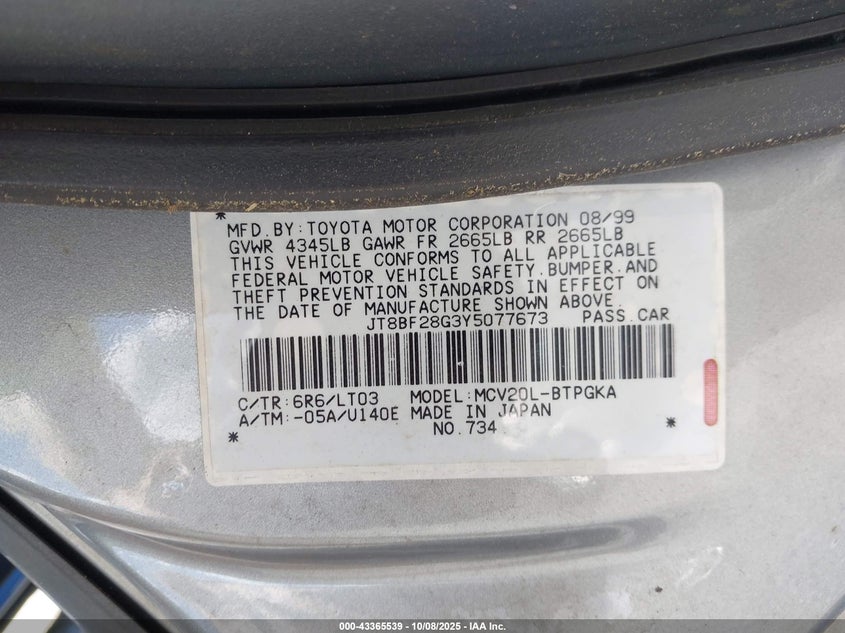 MFD. BY: TOYOTA MOTOR CORPORATION 08/99
GVWR 4345LB GAWR FR 2665LB RR 2665LB
THIS VEHICLE CONFORMS TO ALL APPLICABLE
FEDERAL MOTOR VEHICLE SAFETY. BUMPER. AND
THEFT PREVENTION STANDARDS IN EFFECT ON
THE DATE OF MANUFACTURE SHOWN ABOVE.
JT8BF28G3Y5077673 PASS.CAR
C/TR: 6R6/LT03 MODEL: MCV20L-BTPGKA
A/TM: -05A/U140E MADE IN JAPAN
NO. 734
000-43365539 - 10/08/2025 - IAA Inc.